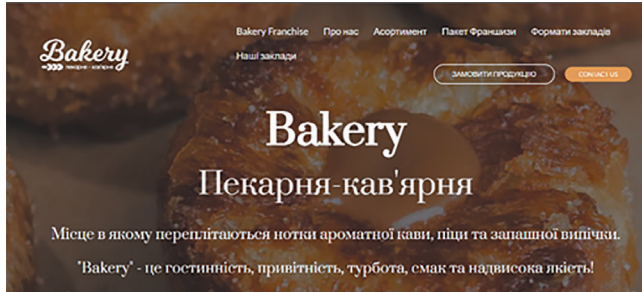 Bakery
пекарня - кав'ярня
Bakery Franchise Про нас Асортимент Пакет Франшизи Формати закладів
Наші заклади
ЗАМОВИТИ ПРОДУКЦІЮ CONTACT US
Bakery
Пекарня-кав'ярня
Місце в якому переплітаються нотки ароматної кави, піци та запашної випічки.
"Bakery" - це гостинність, привітність, турбота, смак та надвисока якість!